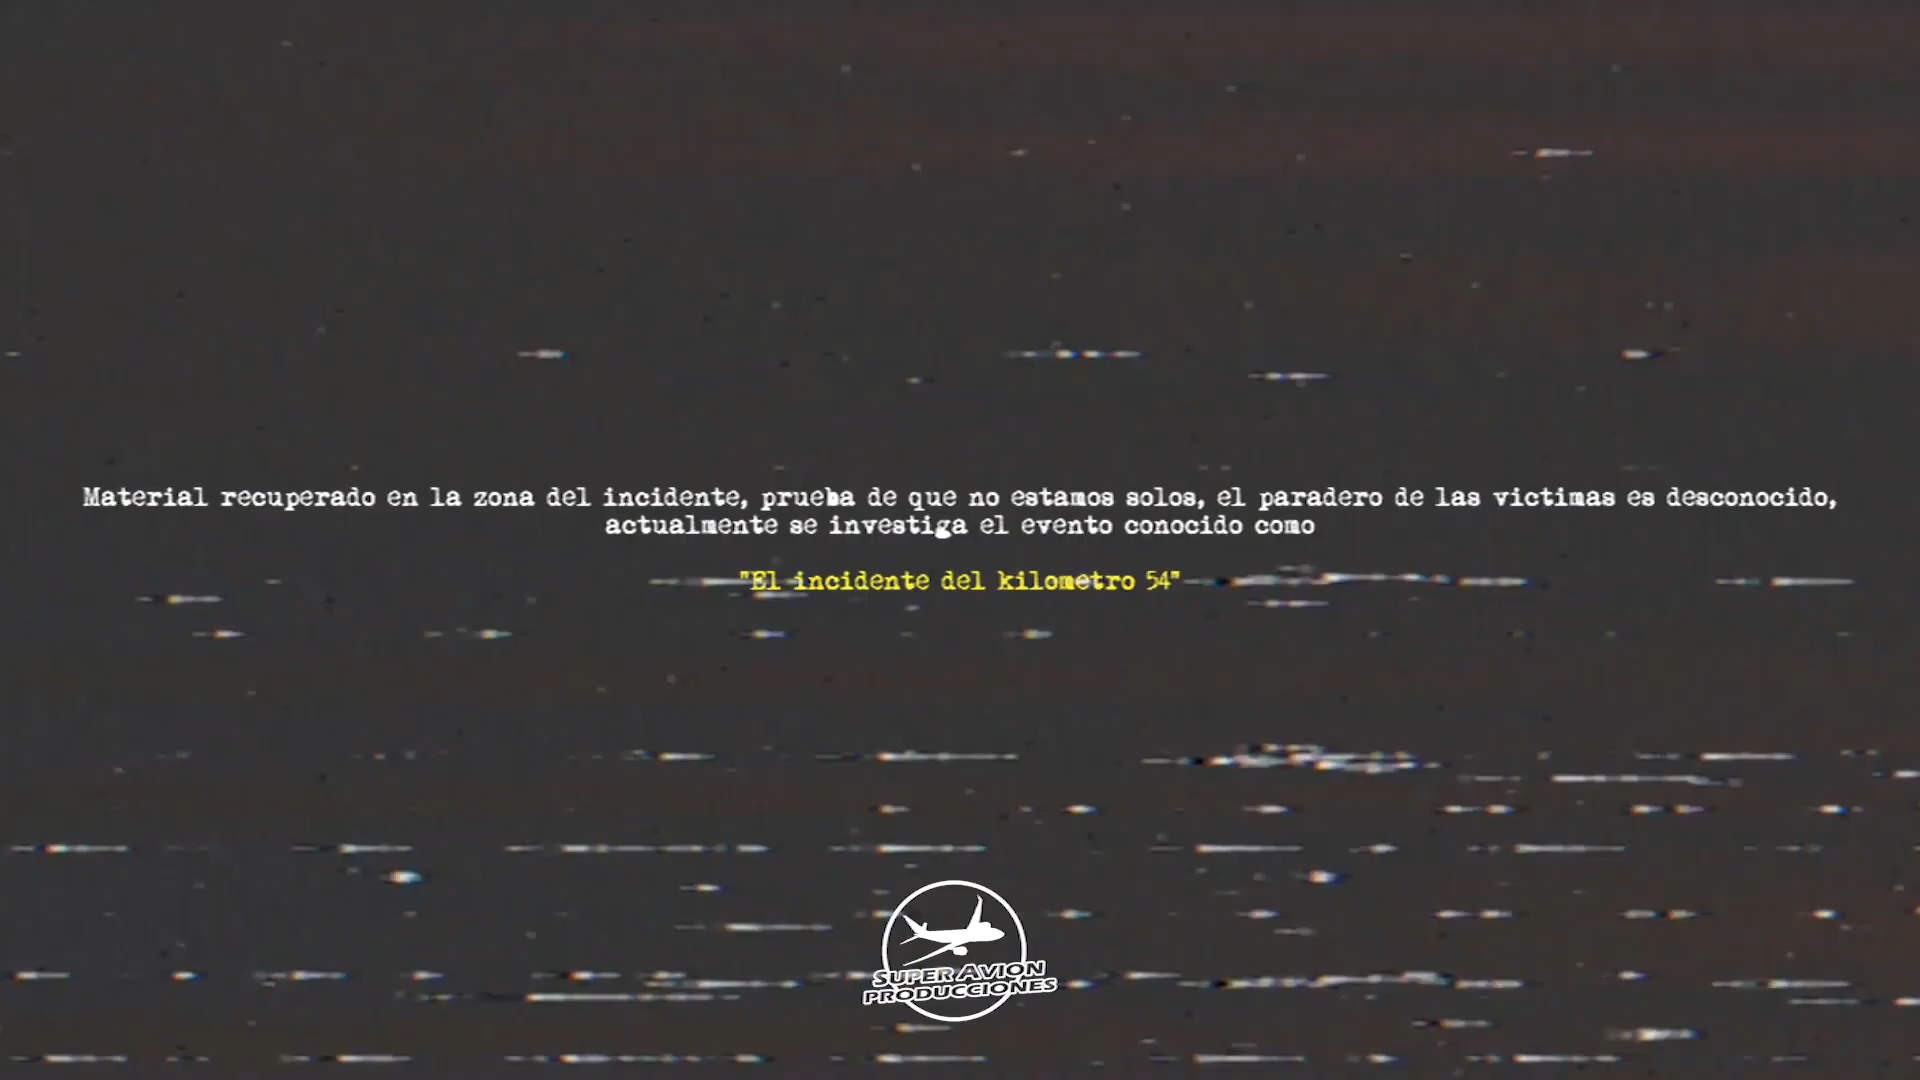 Material recuperado en la zona del incidente, prueba de que no estamos solos, el paradero de las victimas es desconocido,
actualmente se investiga el evento conocido como
"El incidente del kilometro 54"
SUPER AVION
PRODUCCIONES